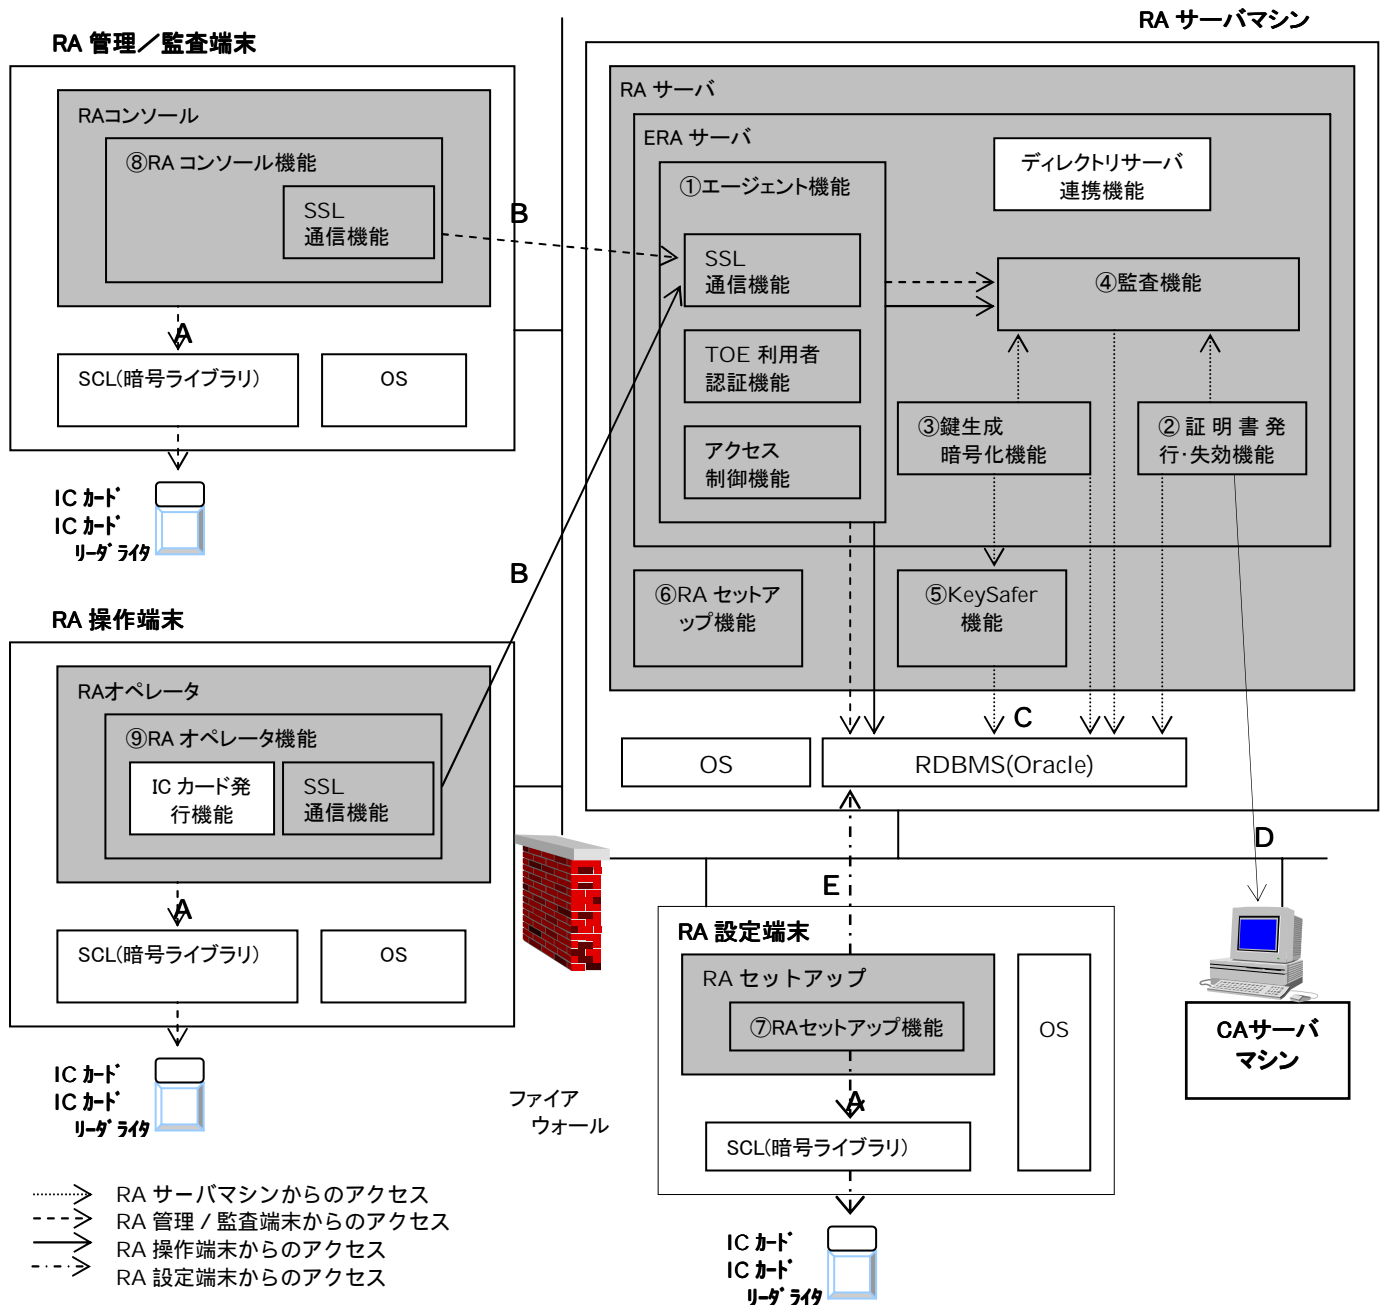 RA サーバマシン
RA 管理／監査端末
RAコンソール
⑧RA コンソール機能
SSL
通信機能
A
SCL(暗号ライブラリ)
OS
IC ｶｰﾄﾞ
IC ｶｰﾄﾞ
ﾘｰﾀﾞﾗｲﾀ
B
RA サーバ
ERA サーバ
①エージェント機能
SSL
通信機能
TOE 利用者
認証機能
アクセス
制御機能
ディレクトリサーバ
連携機能
④監査機能
③鍵生成
暗号化機能
②証明書発
行･失効機能
⑥RA セットア
ップ機能
⑤KeySafer
機能
C
OS
RDBMS(Oracle)
B
RA 操作端末
RAオペレータ
⑨RA オペレータ機能
IC カード発
行機能
SSL
通信機能
A
SCL(暗号ライブラリ)
OS
IC ｶｰﾄﾞ
IC ｶｰﾄﾞ
ﾘｰﾀﾞﾗｲﾀ
ファイア
ウォール
D
E
RA 設定端末
RA セットアップ
⑦RAセットアップ機能
A
SCL(暗号ライブラリ)
OS
IC ｶｰﾄﾞ
IC ｶｰﾄﾞ
ﾘｰﾀﾞﾗｲﾀ
CAサーバ
マシン
RA サーバマシンからのアクセス
RA 管理 / 監査端末からのアクセス
RA 操作端末からのアクセス
RA 設定端末からのアクセス